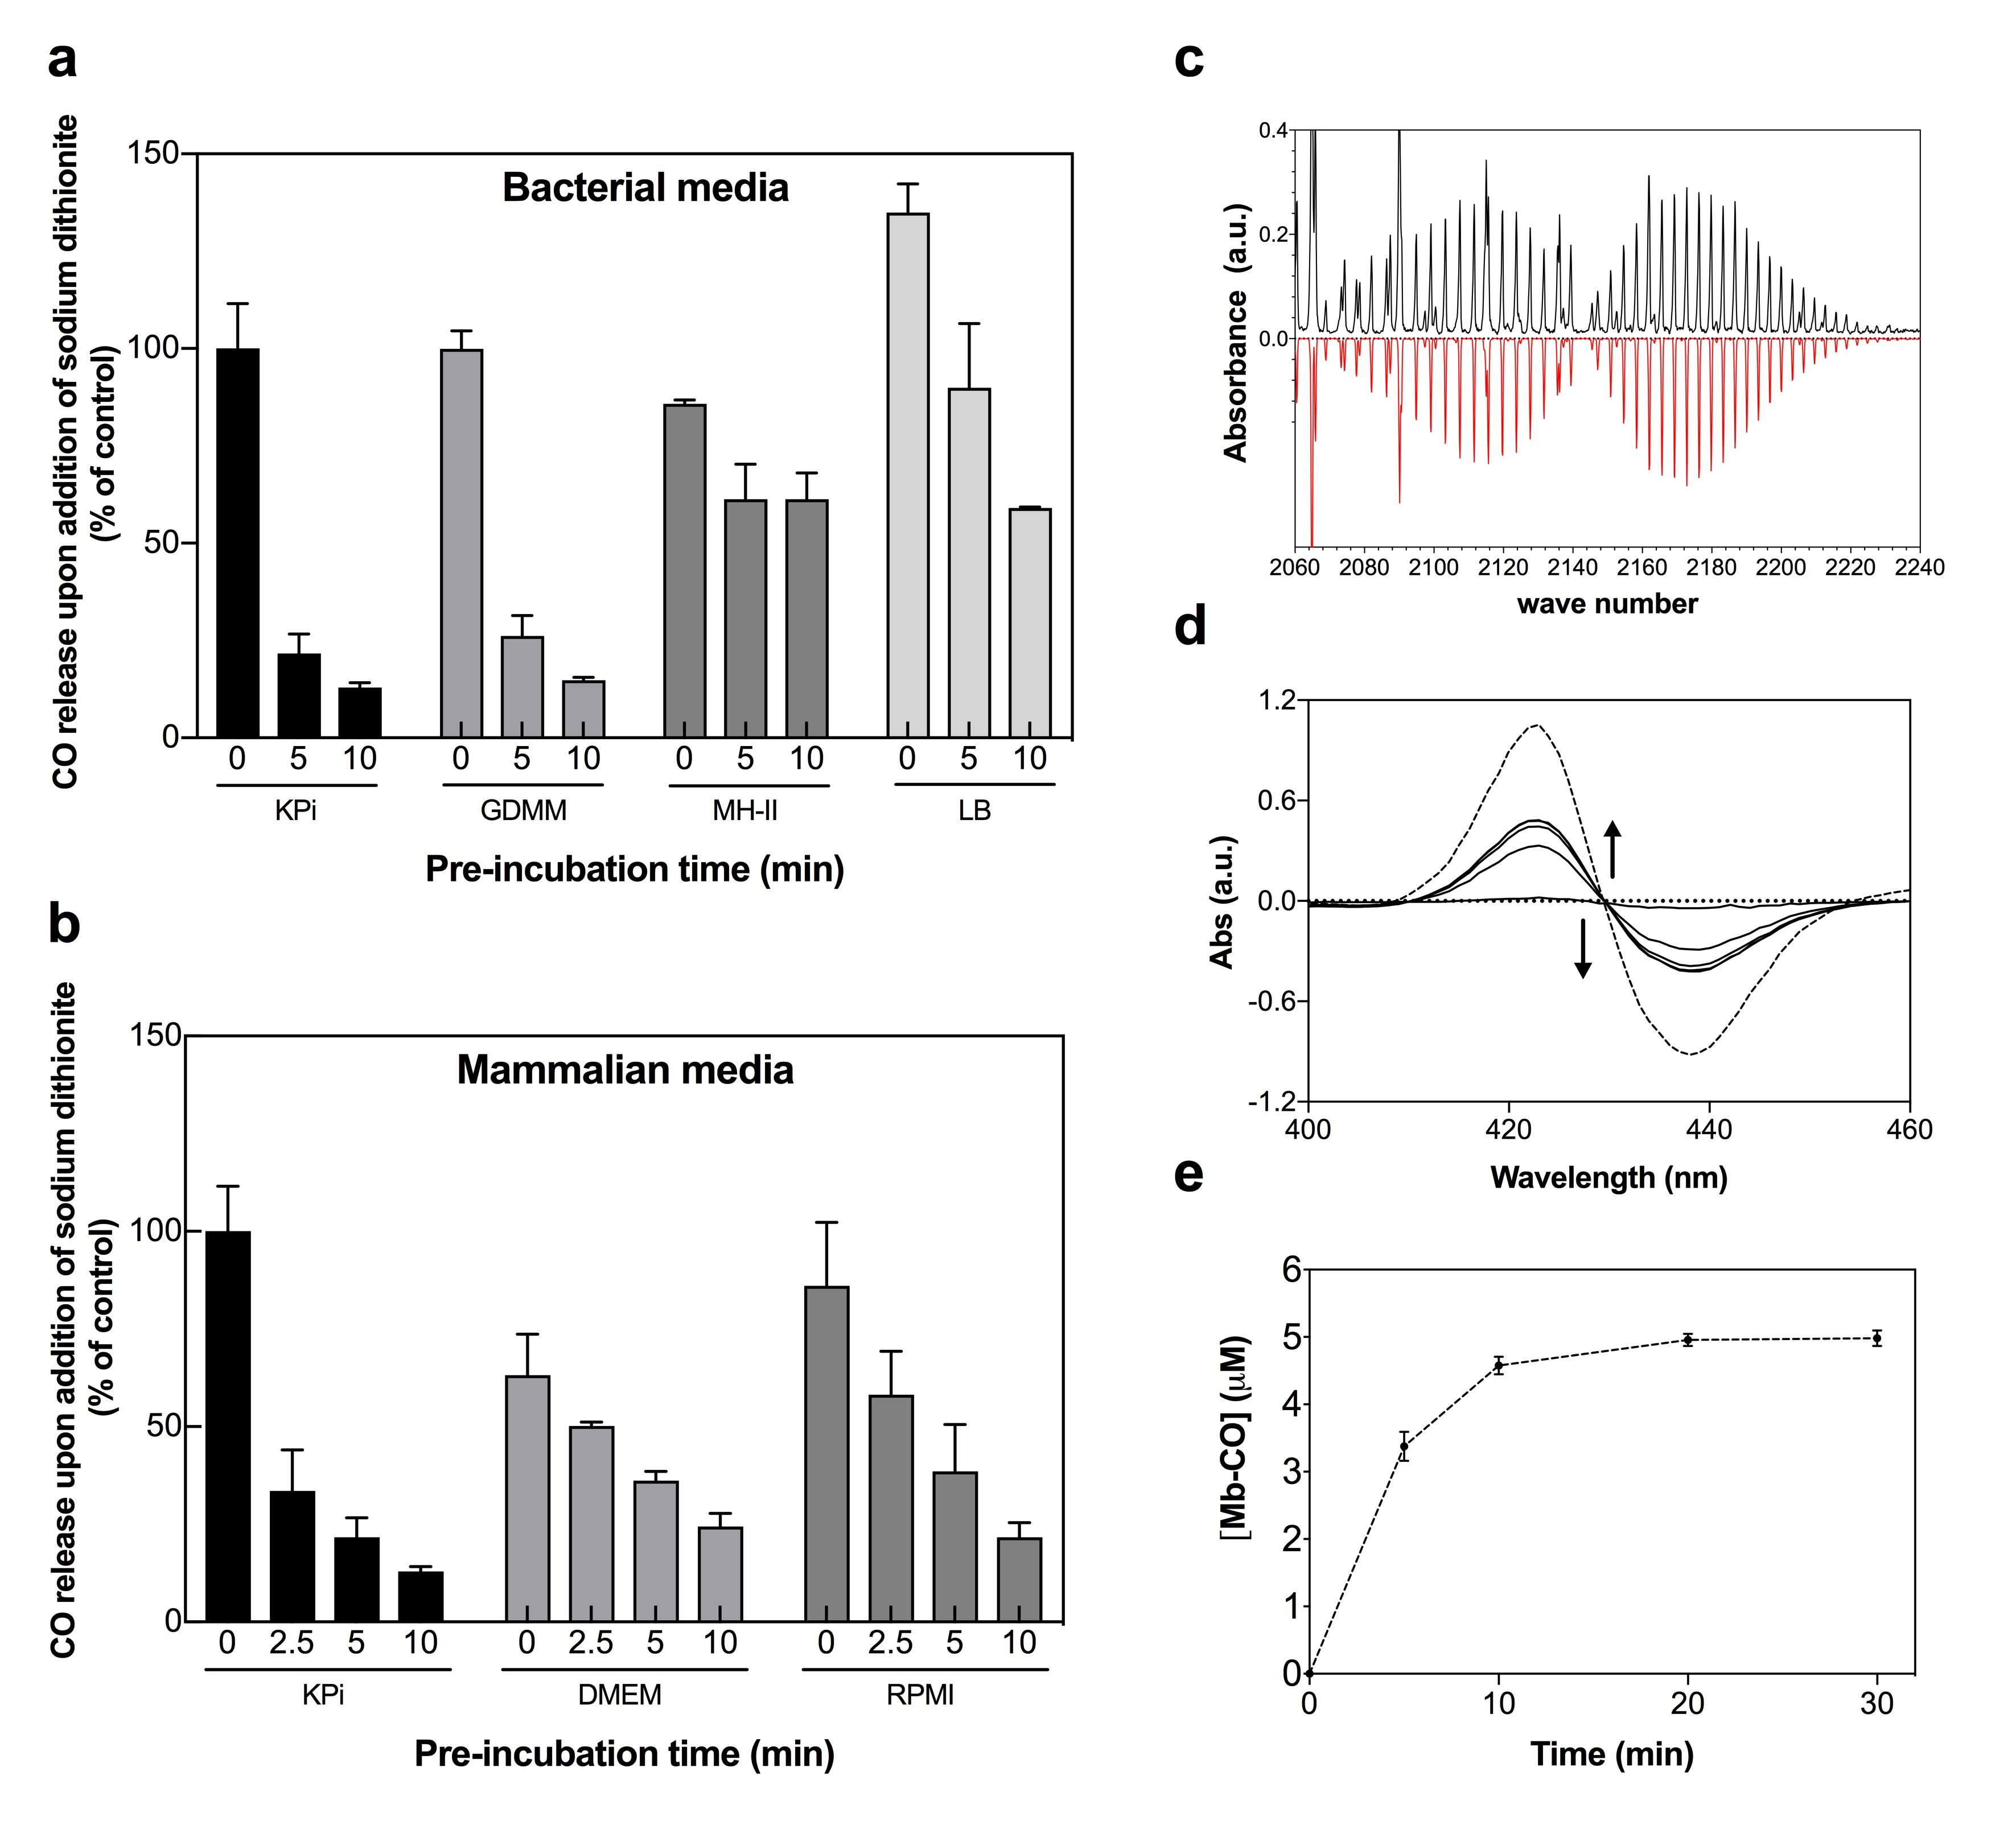 a
CO release upon addition of sodium dithionite
(% of control)
150
100
50
0
Bacterial media
0 5 10 0 5 10 0 5 10 0 5 10
KPi GDMM MH-II LB
Pre-incubation time (min)
b
CO release upon addition of sodium dithionite
(% of control)
150
100
50
0
Mammalian media
0 2.5 5 10 0 2.5 5 10 0 2.5 5 10
KPi DMEM RPMI
Pre-incubation time (min)
c
Absorbance (a.u.)
0.4
0.2
0.0
2060 2080 2100 2120 2140 2160 2180 2200 2220 2240
wave number
d
Abs (a.u.)
1.2
0.6
0.0
-0.6
-1.2
400 420 440 460
Wavelength (nm)
e
[Mb-CO] (µM)
6
5
4
3
2
1
0
0 10 20 30
Time (min)